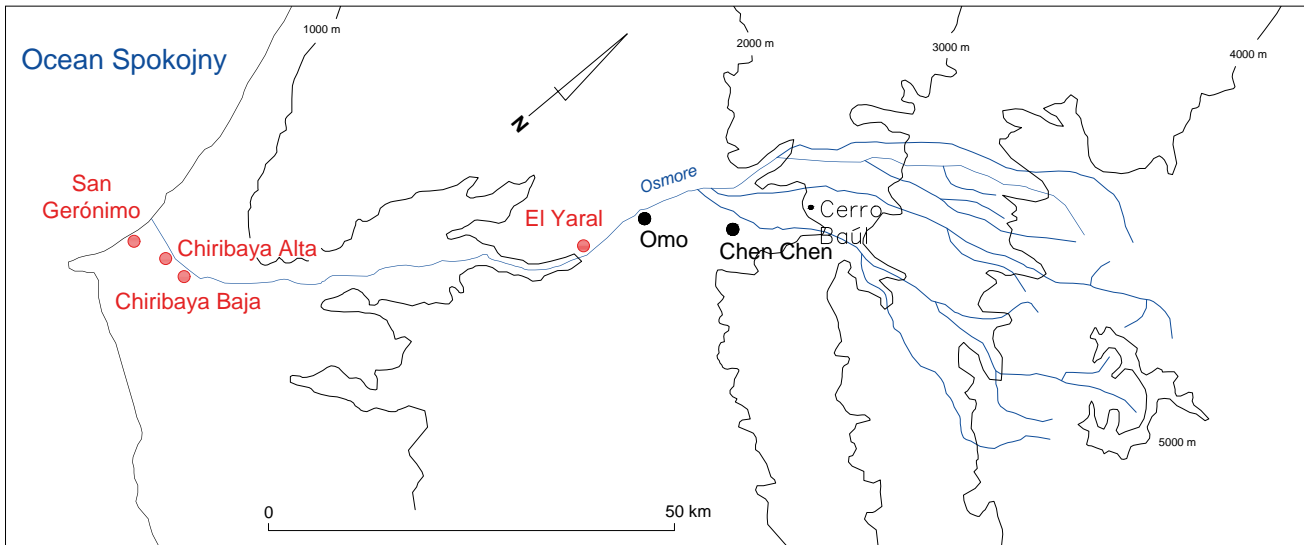 1000 m
2000 m
3000 m
4000 m
Ocean Spokojny
N
Osmore
San
Gerónimo
El Yaral
Cerro
Baúl
Omo
Chen Chen
Chiribaya Alta
Chiribaya Baja
5000 m
0
50 km